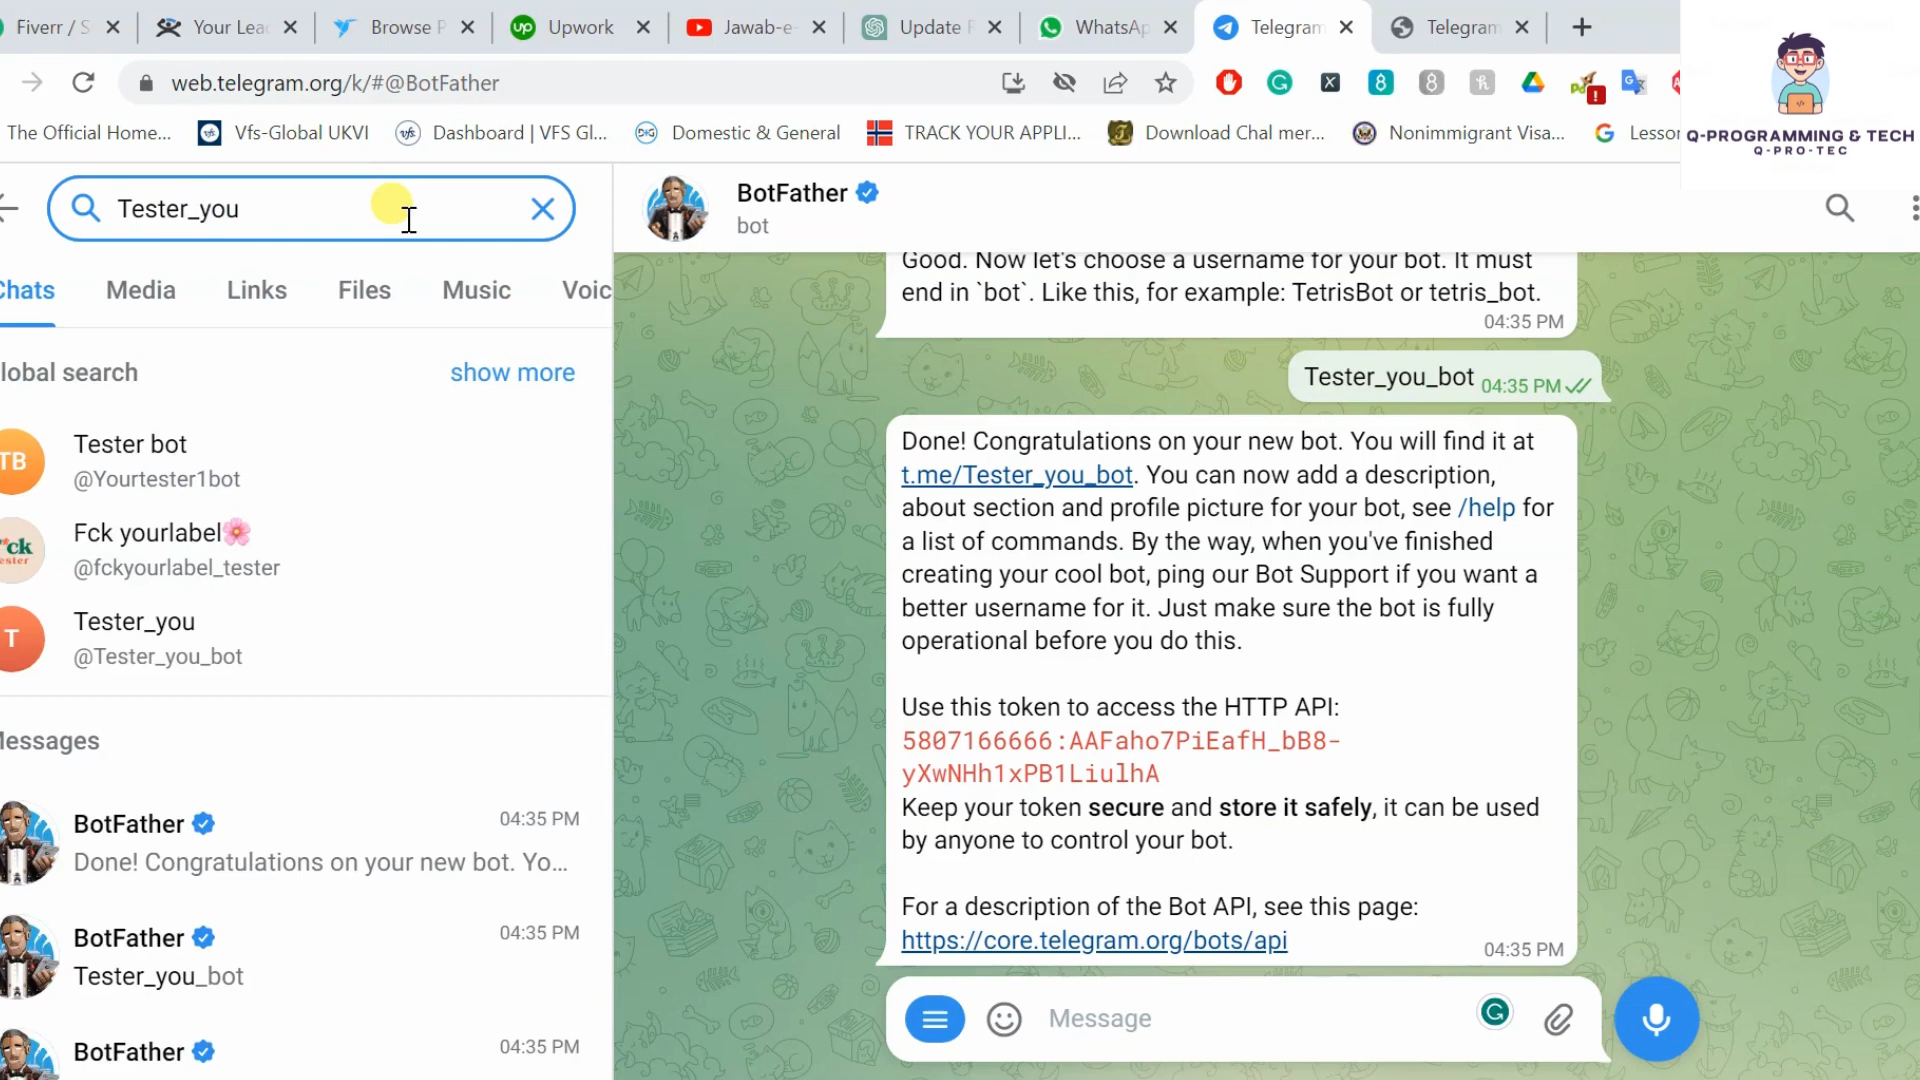 Fiverr / S
Your Lea
Browse P
Upwork
Jawab-e-
Update
WhatsAp
Telegram
Telegram
web.telegram.org/k/#@BotFather
The Official Home...
Vfs-Global UKVI
Dashboard | VFS Gl...
Domestic & General
TRACK YOUR APPLI...
Download Chal mer...
Nonimmigrant Visa...
Lesso
Q-PROGRAMMING & TECH
Q-PRO-TEC
Tester_you
BotFather
bot
Chats
Media
Links
Files
Music
Voic
lobal search
show more
TB
Tester bot
@Yourtester1bot
ck
ester
Fck yourlabel🌸
@fckyourlabel_tester
T
Tester_you
@Tester_you_bot
Messages
BotFather
04:35 PM
Done! Congratulations on your new bot. Yo...
BotFather
04:35 PM
Tester_you_bot
BotFather
04:35 PM
Good. Now let's choose a username for your bot. It must
end in `bot`. Like this, for example: TetrisBot or tetris_bot.
04:35 PM
Tester_you_bot 04:35 PM
Done! Congratulations on your new bot. You will find it at
t.me/Tester_you_bot. You can now add a description,
about section and profile picture for your bot, see /help for
a list of commands. By the way, when you've finished
creating your cool bot, ping our Bot Support if you want a
better username for it. Just make sure the bot is fully
operational before you do this.
Use this token to access the HTTP API:
5807166666:AAFaho7PiEafH_bB8-
yXwNHh1xPB1LiulhA
Keep your token secure and store it safely, it can be used
by anyone to control your bot.
For a description of the Bot API, see this page:
https://core.telegram.org/bots/api
04:35 PM
Message